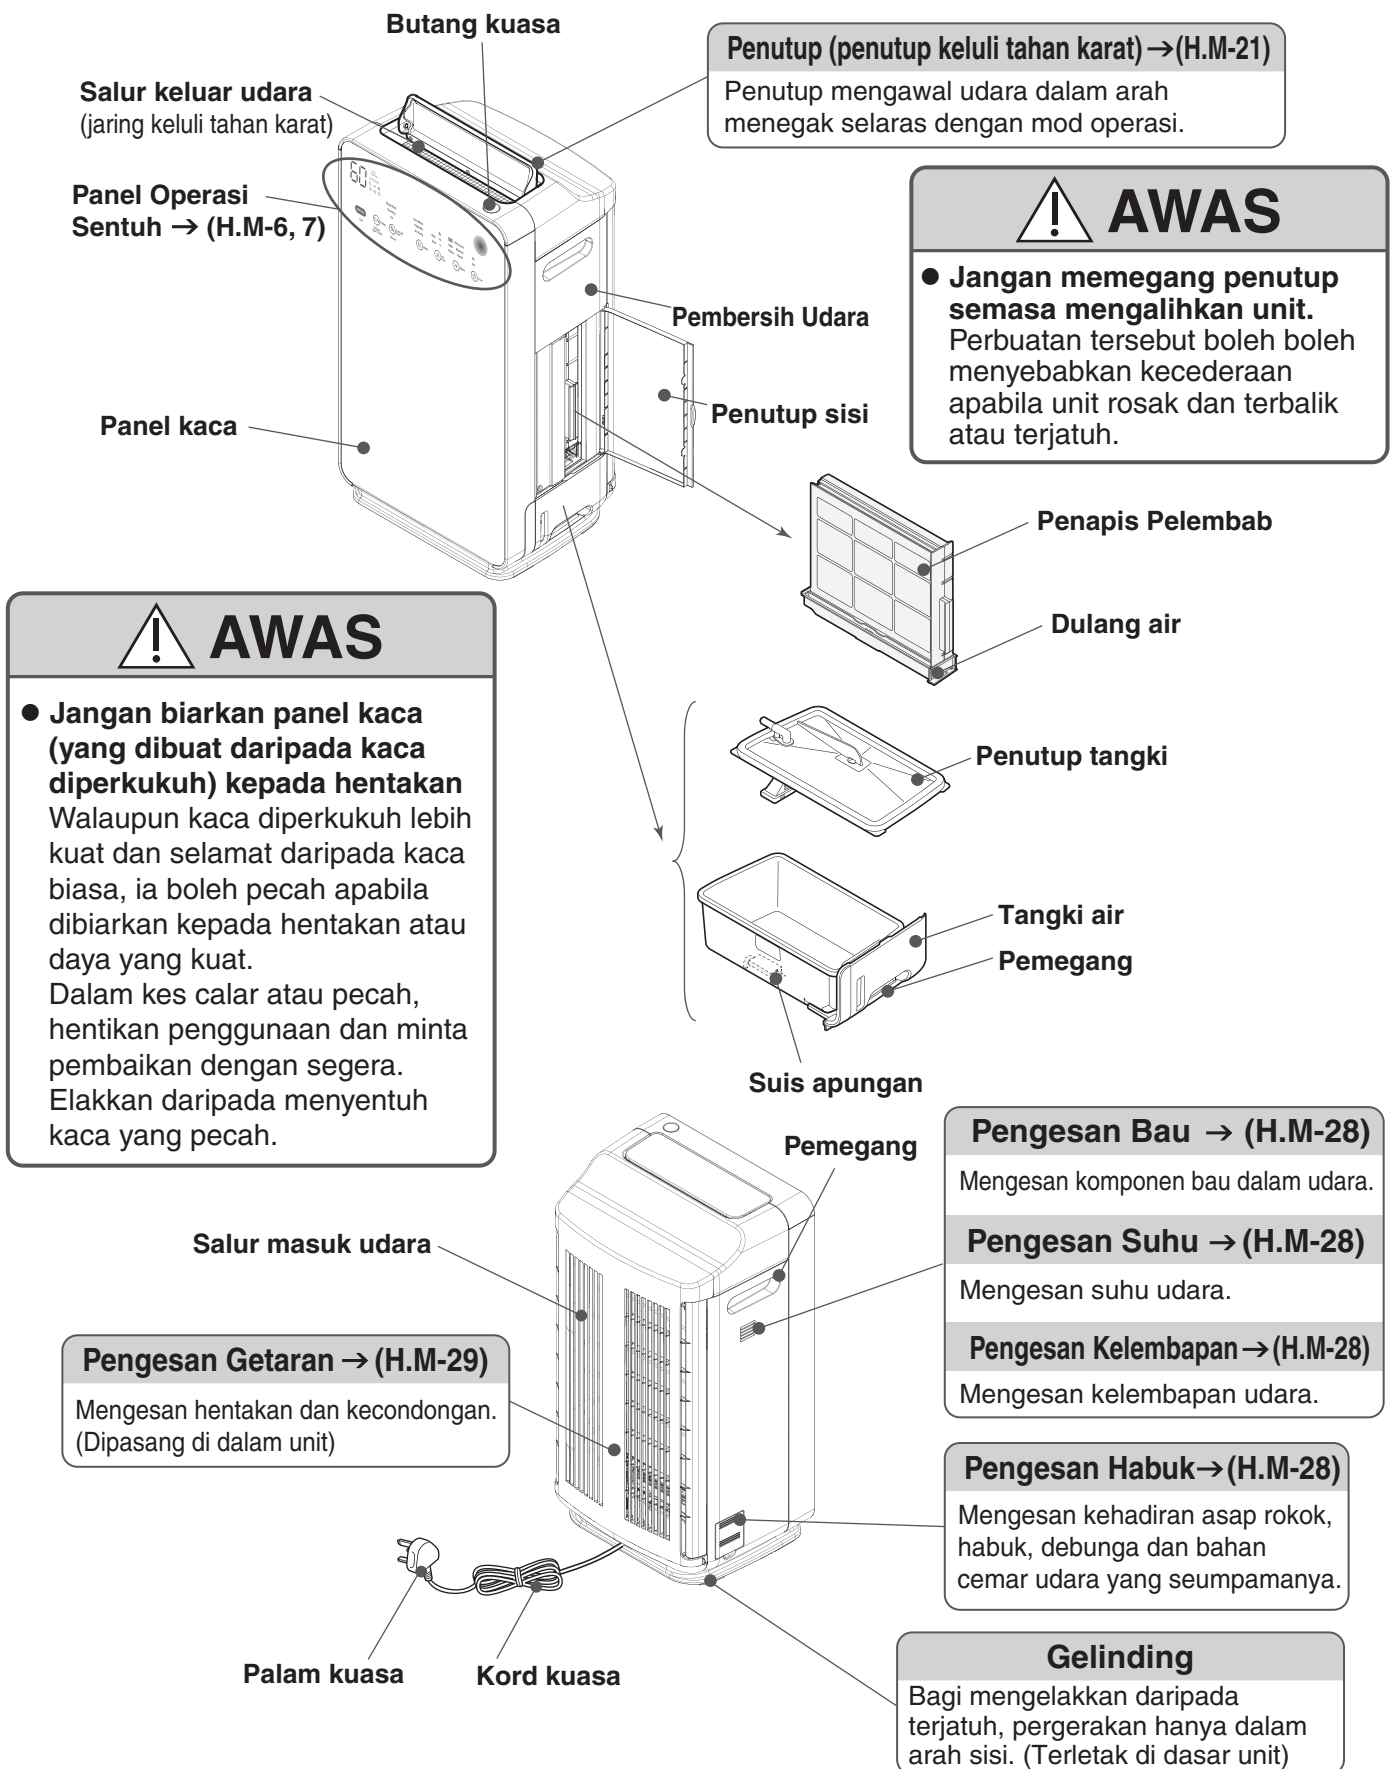 Butang kuasa
Penutup (penutup keluli tahan karat)→(H.M-21)
Penutup mengawal udara dalam arah
menegak selaras dengan mod operasi.
Salur keluar udara
(jaring keluli tahan karat)
Panel Operasi
Sentuh → (H.M-6, 7)
60
AWAS
● Jangan memegang penutup
semasa mengalihkan unit.
Perbuatan tersebut boleh boleh
menyebabkan kecederaan
apabila unit rosak dan terbalik
atau terjatuh.
Pembersih Udara
Penutup sisi
Panel kaca
Penapis Pelembab
Dulang air
AWAS
● Jangan biarkan panel kaca
(yang dibuat daripada kaca
diperkukuh) kepada hentakan
Walaupun kaca diperkukuh lebih
kuat dan selamat daripada kaca
biasa, ia boleh pecah apabila
dibiarkan kepada hentakan atau
daya yang kuat.
Dalam kes calar atau pecah,
hentikan penggunaan dan minta
pembaikan dengan segera.
Elakkan daripada menyentuh
kaca yang pecah.
Penutup tangki
Tangki air
Pemegang
Suis apungan
Pemegang
Pengesan Bau → (H.M-28)
Mengesan komponen bau dalam udara.
Pengesan Suhu → (H.M-28)
Mengesan suhu udara.
Pengesan Kelembapan→(H.M-28)
Mengesan kelembapan udara.
Salur masuk udara
Pengesan Getaran → (H.M-29)
Mengesan hentakan dan kecondongan.
(Dipasang di dalam unit)
Pengesan Habuk→(H.M-28)
Mengesan kehadiran asap rokok,
habuk, debunga dan bahan
cemar udara yang seumpamanya.
Palam kuasa
Kord kuasa
Gelinding
Bagi mengelakkan daripada
terjatuh, pergerakan hanya dalam
arah sisi. (Terletak di dasar unit)